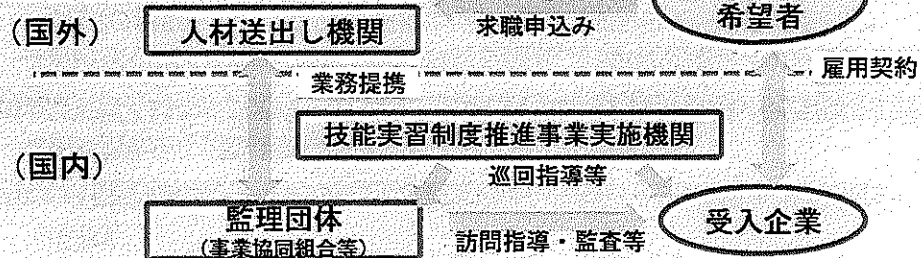 希望者
(国外)
人材送出し機関
求職申込み
雇用契約
業務提携
技能実習制度推進事業実施機関
(国内)
巡回指導等
監理団体
(事業協同組合等)
訪問指導・監査等
受入企業